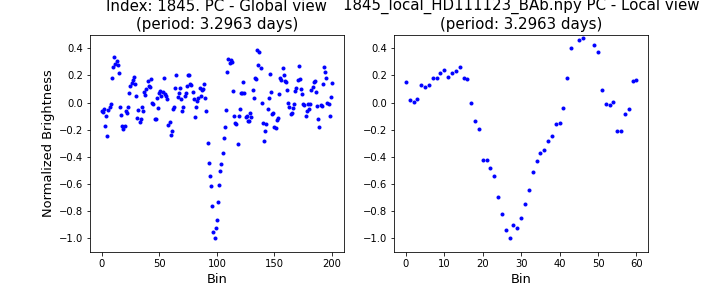 Index: 1845. PC - Global view
(period: 3.2963 days)
1845_local_HD111123_BAb.npy PC - Local view
(period: 3.2963 days)
Normalized Brightness
0.4
0.2
0.0
−0.2
−0.4
−0.6
−0.8
−1.0
0 50 100 150 200
Bin
0.4
0.2
0.0
−0.2
−0.4
−0.6
−0.8
−1.0
0 10 20 30 40 50 60
Bin